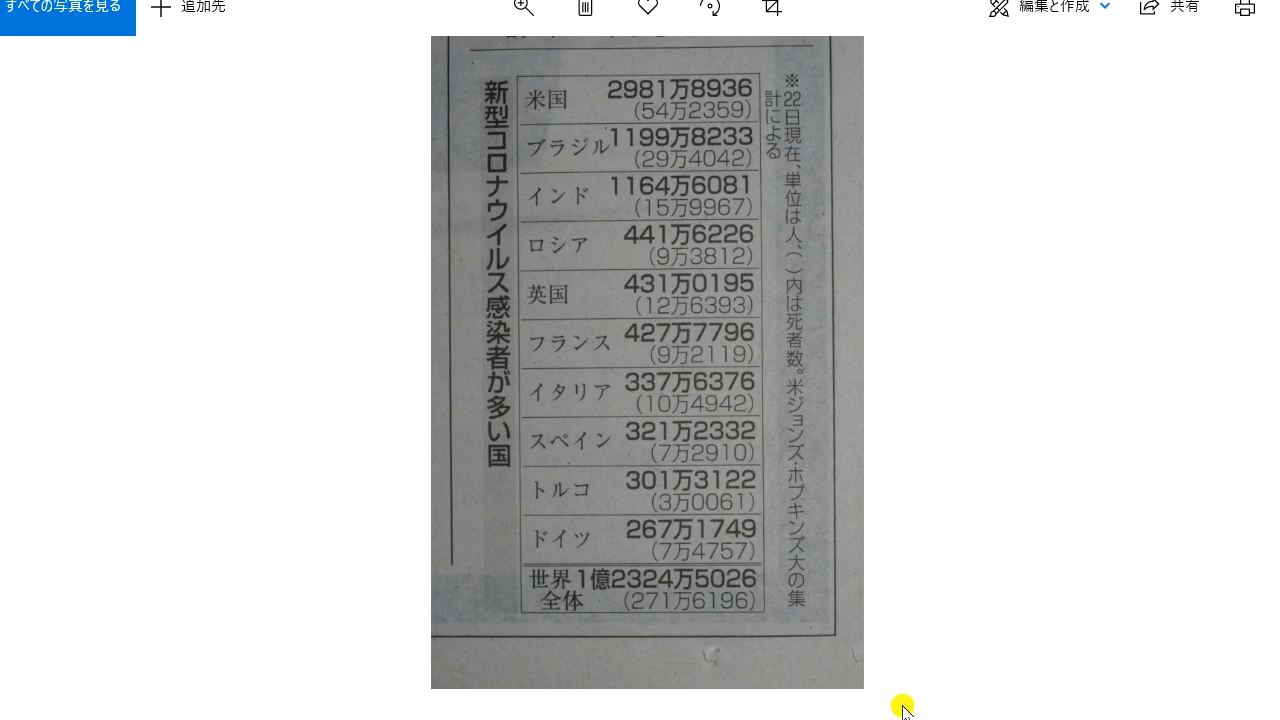 すべての写真を見る
追加先
編集と作成
共有
新型コロナウイルス感染者が多い国
米国 2981万8936
(54万2359)
ブラジル 1199万8233
(29万4042)
インド 1164万6081
(15万9967)
ロシア 441万6226
(9万3812)
英国 431万0195
(12万6393)
フランス 427万7796
(9万2119)
イタリア 337万6376
(10万4942)
スペイン 321万2332
(7万2910)
トルコ 301万3122
(3万0061)
ドイツ 267万1749
(7万4757)
世界 1億2324万5026
全体 (271万6196)
※22日現在、単位は人、( )内は死者数。米ジョンズ・ホプキンズ大の集
計による